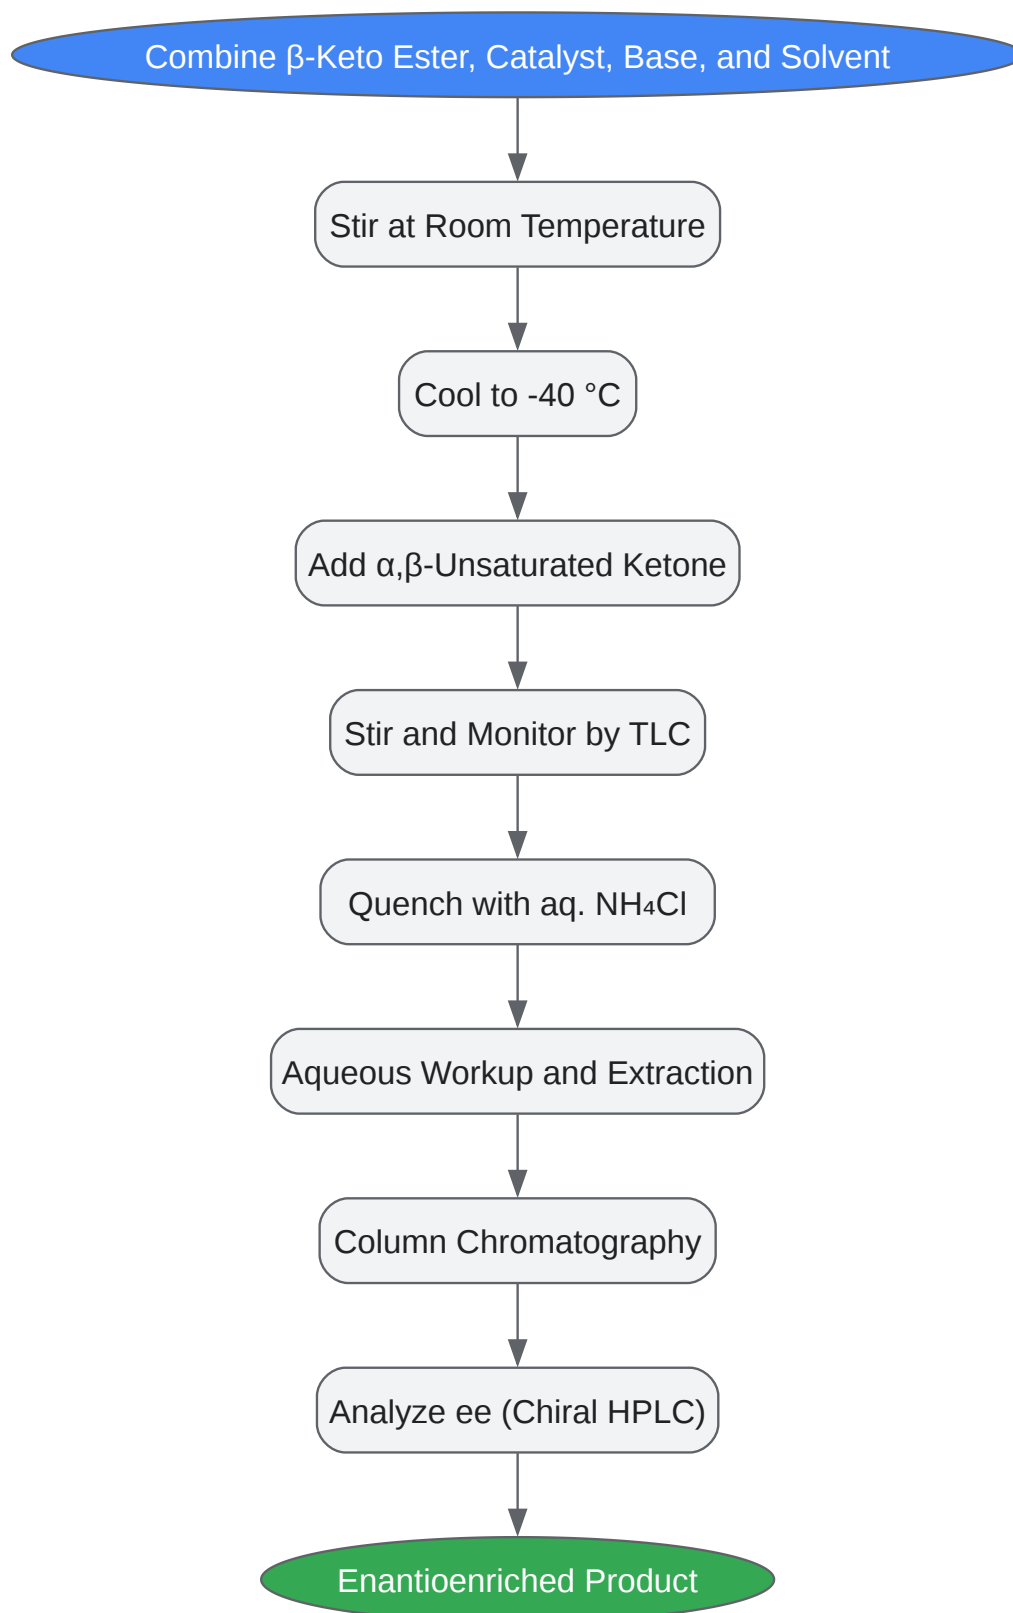 Combine β-Keto Ester, Catalyst, Base, and Solvent
Stir at Room Temperature
Cool to -40 °C
Add α,β-Unsaturated Ketone
Stir and Monitor by TLC
Quench with aq. NH₄Cl
Aqueous Workup and Extraction
Column Chromatography
Analyze ee (Chiral HPLC)
Enantioenriched Product